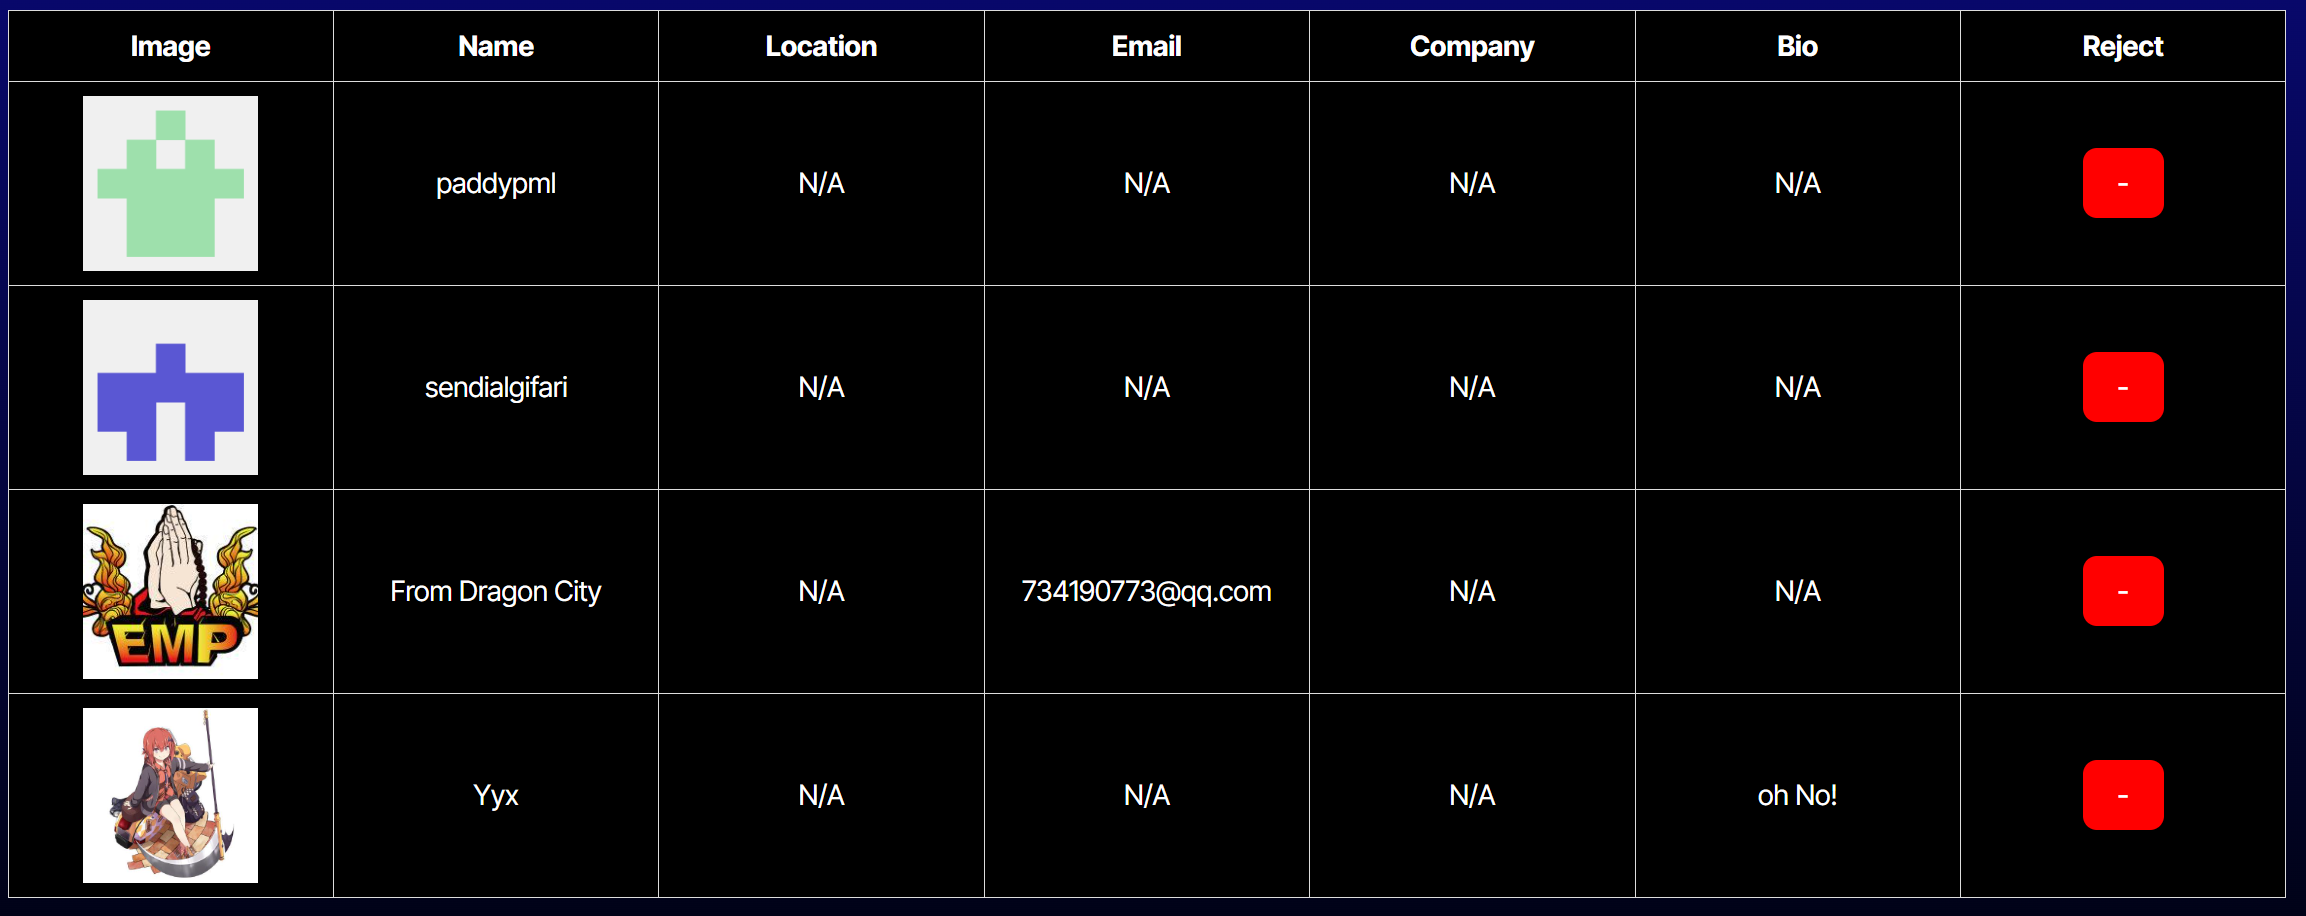 Image Name Location Email Company Bio Reject
paddypml N/A N/A N/A N/A -
sendialgifari N/A N/A N/A N/A -
EMP
From Dragon City N/A 734190773@qq.com N/A N/A -
Yyx N/A N/A N/A oh No! -